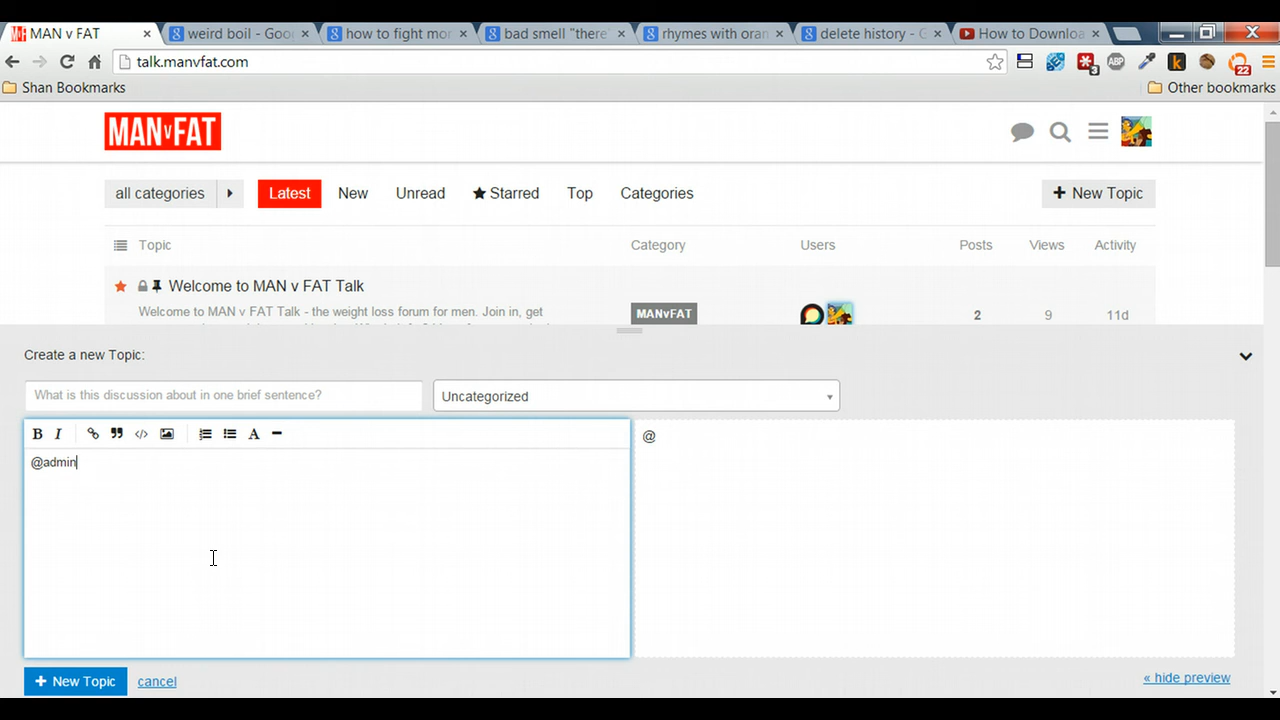 MAN v FAT
weird boil - Goo
how to fight mor
bad smell "there"
rhymes with oran
delete history - G
How to Downloa
talk.manvfat.com
ABP
k
3
22
Shan Bookmarks
Other bookmarks
MANvFAT
all categories
Latest
New
Unread
Starred
Top
Categories
+ New Topic
Topic
Category
Users
Posts
Views
Activity
Welcome to MAN v FAT Talk
Welcome to MAN v FAT Talk - the weight loss forum for men. Join in, get
MANvFAT
2
9
11d
Create a new Topic:
What is this discussion about in one brief sentence?
Uncategorized
B I A
@admin
@
+ New Topic
cancel
« hide preview